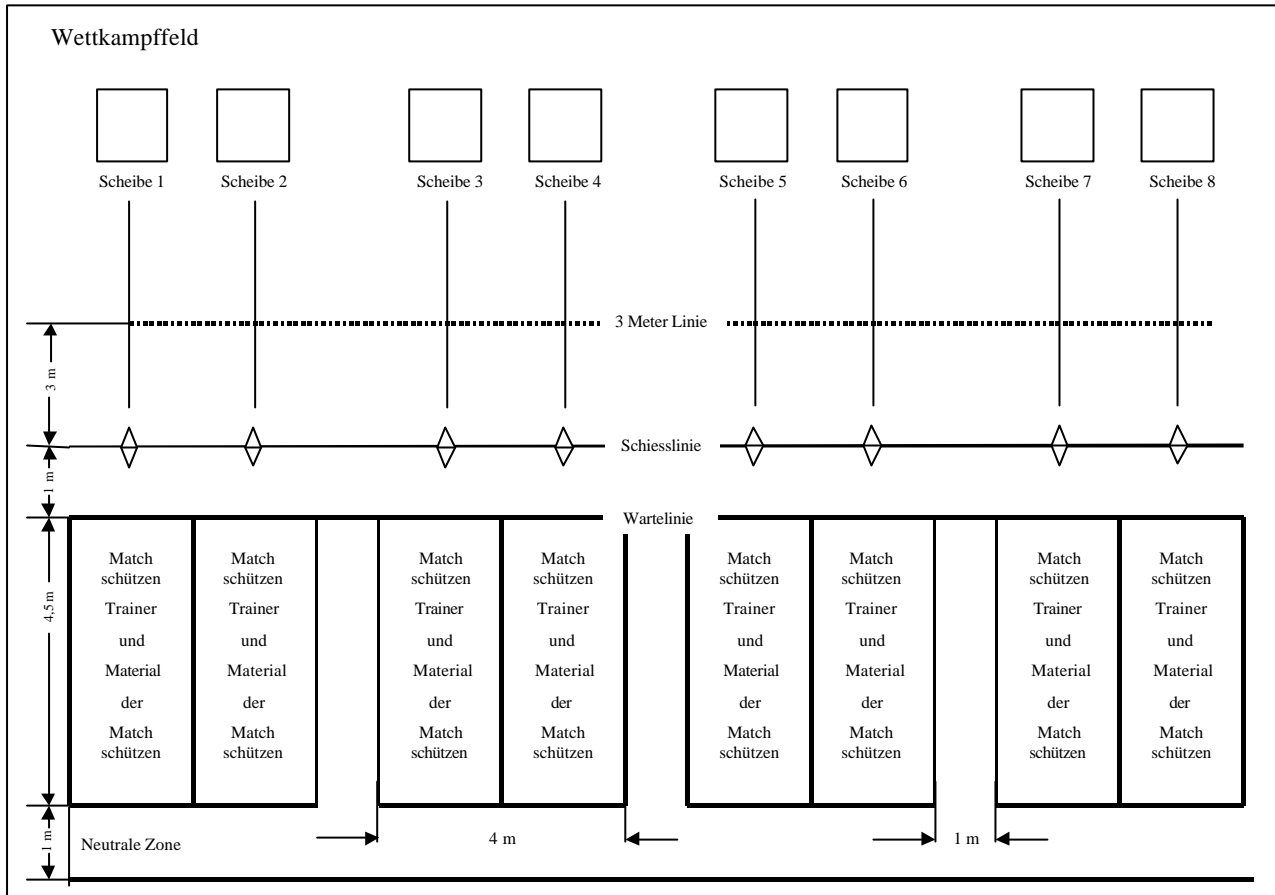 Wettkampffeld
Scheibe 1 Scheibe 2 Scheibe 3 Scheibe 4 Scheibe 5 Scheibe 6 Scheibe 7 Scheibe 8
3 Meter Linie
3 m
Schiesslinie
1 m
Wartelinie
4,5 m
Match Match Match Match Match Match Match Match
schützen schützen schützen schützen schützen schützen schützen schützen
Trainer Trainer Trainer Trainer Trainer Trainer Trainer Trainer
und und und und und und und und
Material Material Material Material Material Material Material Material
der der der der der der der der
Match Match Match Match Match Match Match Match
schützen schützen schützen schützen schützen schützen schützen schützen
1 m
Neutrale Zone 4 m 1 m